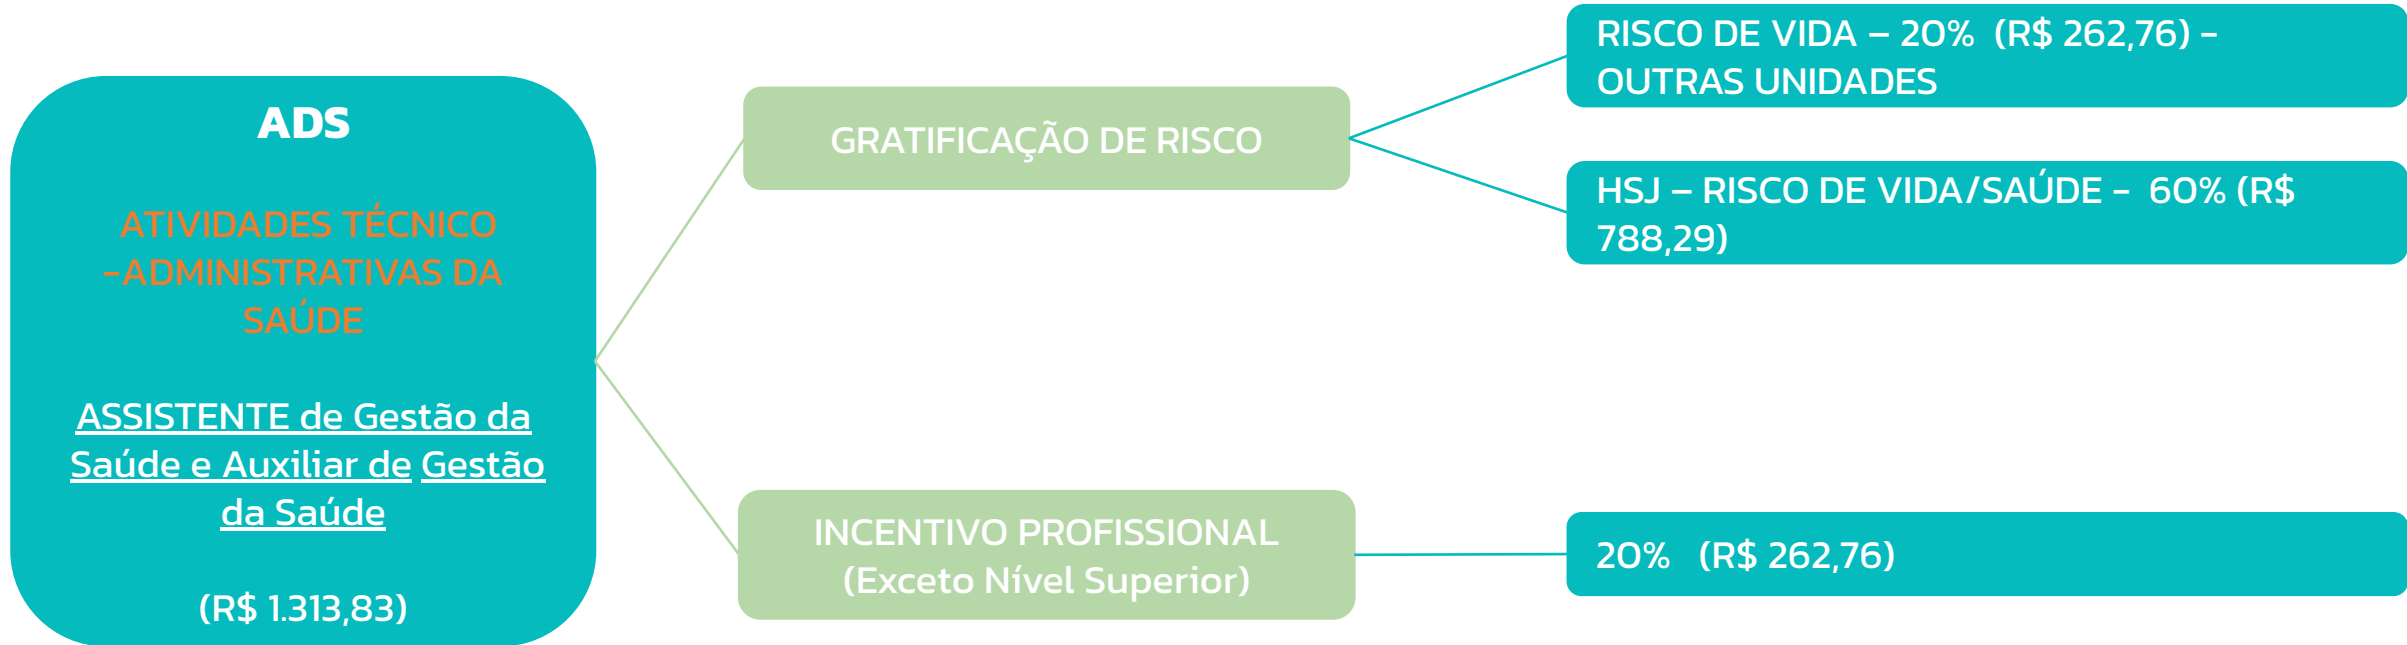 ADS
ATIVIDADES TÉCNICO
-ADMINISTRATIVAS DA
SAÚDE
ASSISTENTE de Gestão da
Saúde e Auxiliar de Gestão
da Saúde
(R$ 1.313,83)
GRATIFICAÇÃO DE RISCO
RISCO DE VIDA – 20%  (R$ 262,76) –
OUTRAS UNIDADES
HSJ – RISCO DE VIDA/SAÚDE –  60% (R$
788,29)
INCENTIVO PROFISSIONAL
(Exceto Nível Superior)
20%   (R$ 262,76)